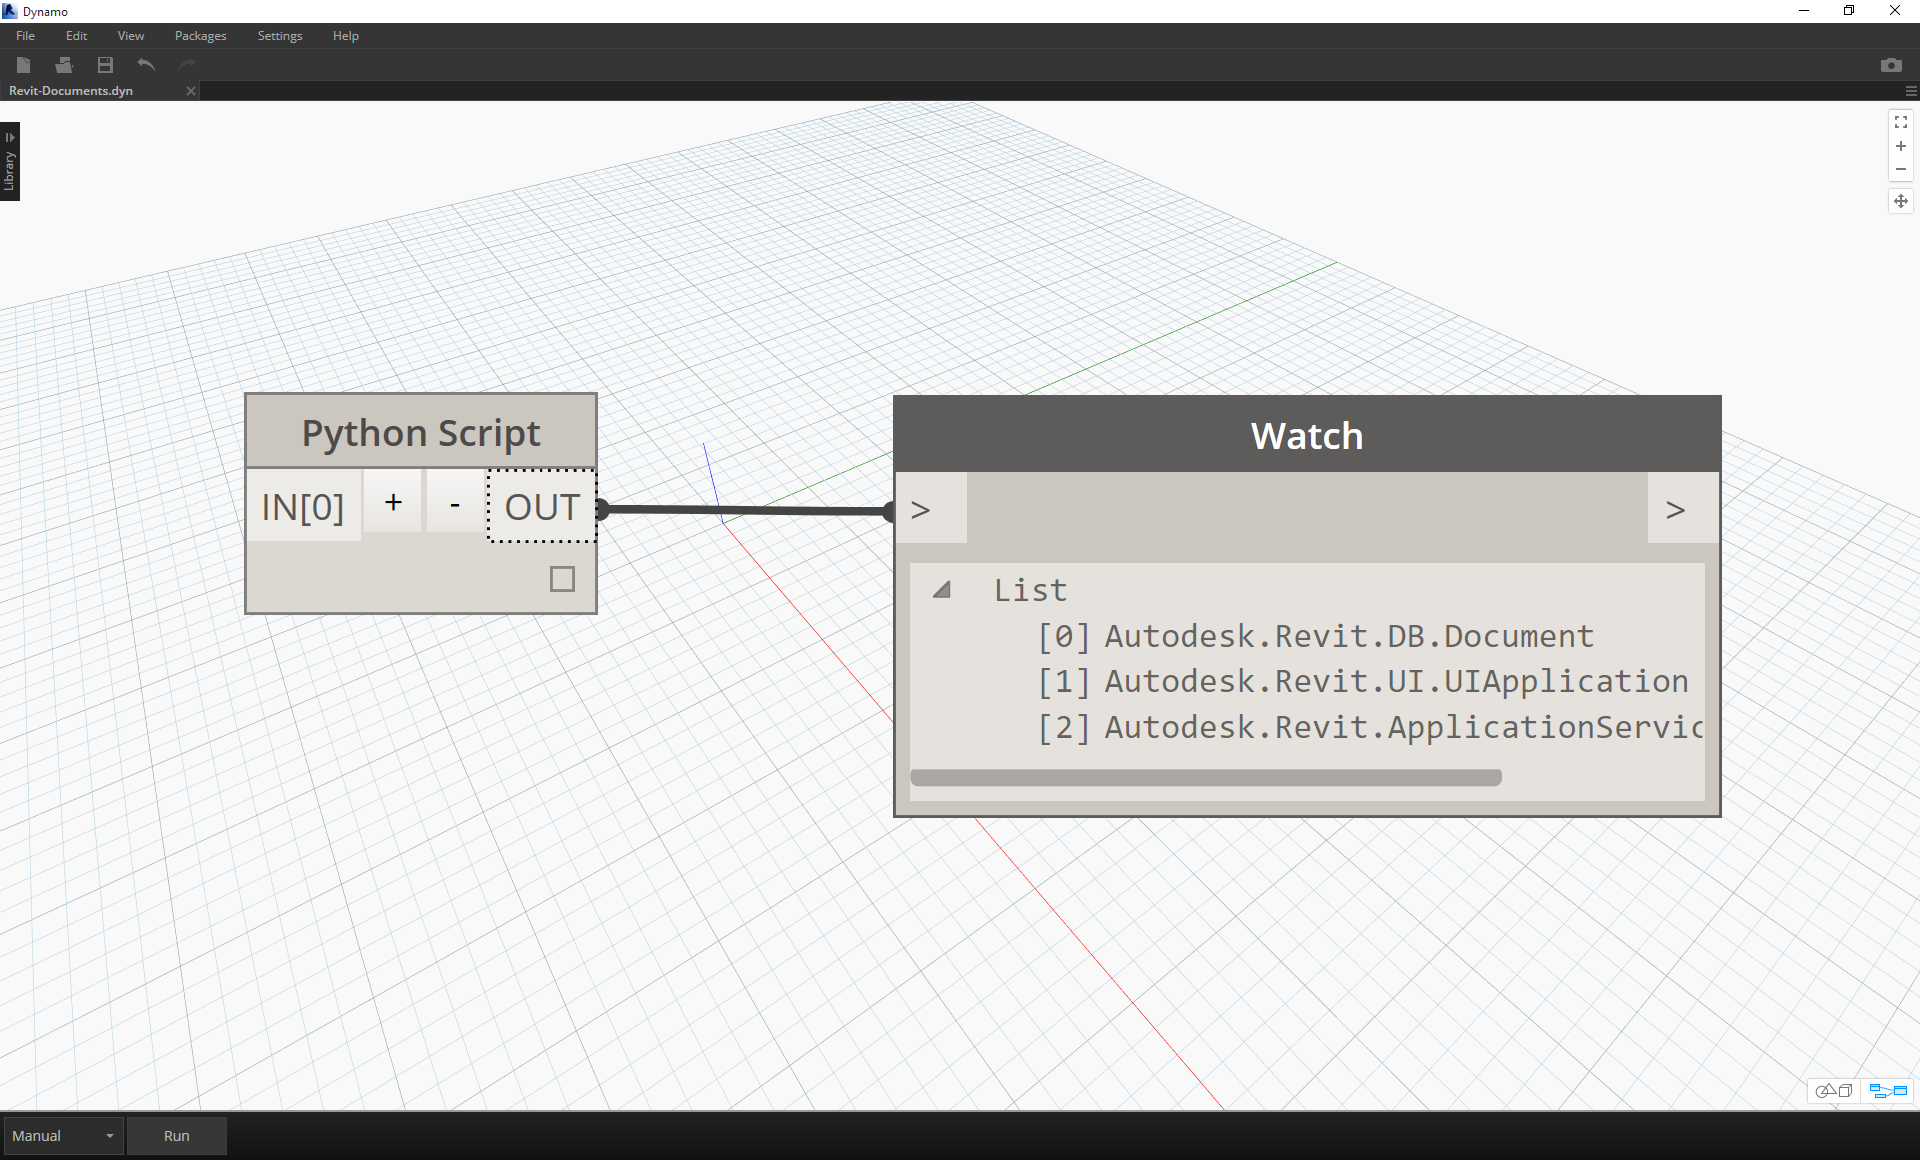 Dynamo
File Edit View Packages Settings Help
Revit-Documents.dyn
Library
Python Script
IN[0] + - OUT
Watch
> >
List
[0] Autodesk.Revit.DB.Document
[1] Autodesk.Revit.UI.UIApplication
[2] Autodesk.Revit.ApplicationServic
Manual Run